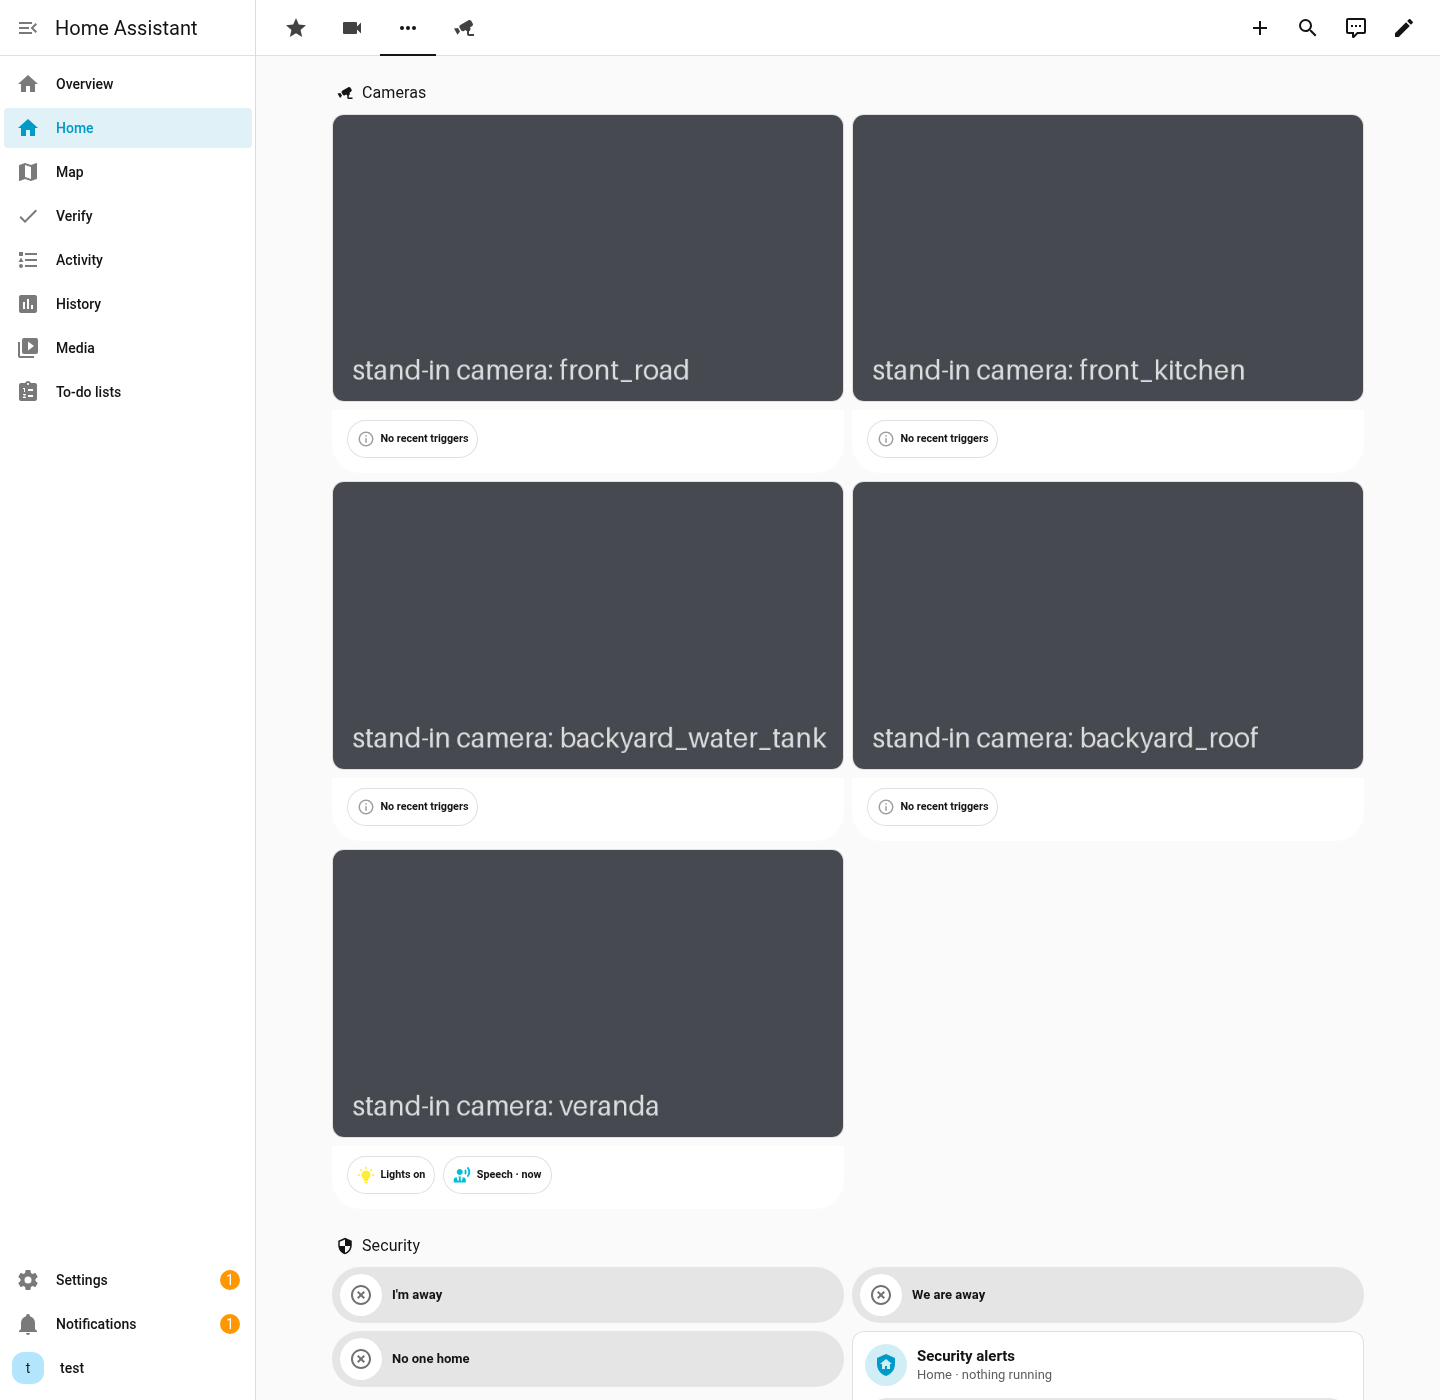 Home Assistant
Overview
Home
Map
Verify
Activity
History
Media
To-do lists
Settings 1
Notifications 1
t test
Cameras
stand-in camera: front_road
stand-in camera: front_kitchen
No recent triggers
No recent triggers
stand-in camera: backyard_water_tank
stand-in camera: backyard_roof
No recent triggers
No recent triggers
stand-in camera: veranda
Lights on
Speech · now
Security
I'm away
We are away
No one home
Security alerts
Home · nothing running